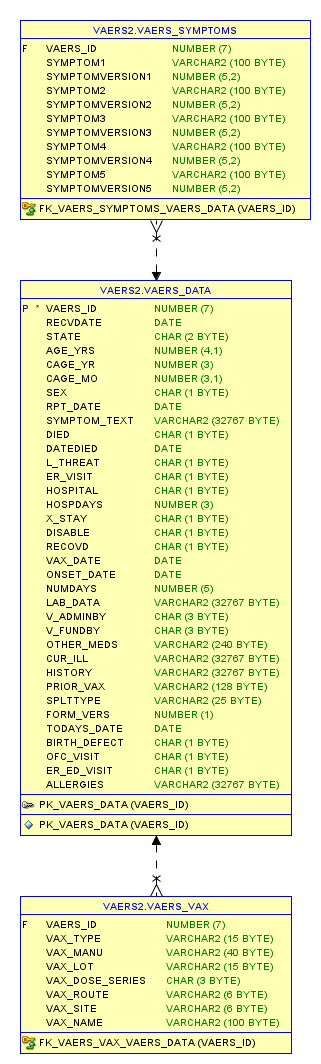 VAERS2.VAERS_SYMPTOMS
F VAERS_ID NUMBER (7)
SYMPTOM1 VARCHAR2 (100 BYTE)
SYMPTOMVERSION1 NUMBER (5,2)
SYMPTOM2 VARCHAR2 (100 BYTE)
SYMPTOMVERSION2 NUMBER (5,2)
SYMPTOM3 VARCHAR2 (100 BYTE)
SYMPTOMVERSION3 NUMBER (5,2)
SYMPTOM4 VARCHAR2 (100 BYTE)
SYMPTOMVERSION4 NUMBER (5,2)
SYMPTOM5 VARCHAR2 (100 BYTE)
SYMPTOMVERSION5 NUMBER (5,2)
FK_VAERS_SYMPTOMS_VAERS_DATA (VAERS_ID)
VAERS2.VAERS_DATA
P * VAERS_ID NUMBER (7)
RECVDATE DATE
STATE CHAR (2 BYTE)
AGE_YRS NUMBER (4,1)
CAGE_YR NUMBER (3)
CAGE_MO NUMBER (3,1)
SEX CHAR (1 BYTE)
RPT_DATE DATE
SYMPTOM_TEXT VARCHAR2 (32767 BYTE)
DIED CHAR (1 BYTE)
DATEDIED DATE
L_THREAT CHAR (1 BYTE)
ER_VISIT CHAR (1 BYTE)
HOSPITAL CHAR (1 BYTE)
HOSPDAYS NUMBER (3)
X_STAY CHAR (1 BYTE)
DISABLE CHAR (1 BYTE)
RECOVD CHAR (1 BYTE)
VAX_DATE DATE
ONSET_DATE DATE
NUMDAYS NUMBER (5)
LAB_DATA VARCHAR2 (32767 BYTE)
V_ADMINBY CHAR (3 BYTE)
V_FUNDBY CHAR (3 BYTE)
OTHER_MEDS VARCHAR2 (240 BYTE)
CUR_ILL VARCHAR2 (32767 BYTE)
HISTORY VARCHAR2 (32767 BYTE)
PRIOR_VAX VARCHAR2 (128 BYTE)
SPLTTYPE VARCHAR2 (25 BYTE)
FORM_VERS NUMBER (1)
TODAYS_DATE DATE
BIRTH_DEFECT CHAR (1 BYTE)
OFC_VISIT CHAR (1 BYTE)
ER_ED_VISIT CHAR (1 BYTE)
ALLERGIES VARCHAR2 (32767 BYTE)
PK_VAERS_DATA (VAERS_ID)
PK_VAERS_DATA (VAERS_ID)
VAERS2.VAERS_VAX
F VAERS_ID NUMBER (7)
VAX_TYPE VARCHAR2 (15 BYTE)
VAX_MANU VARCHAR2 (40 BYTE)
VAX_LOT VARCHAR2 (15 BYTE)
VAX_DOSE_SERIES CHAR (3 BYTE)
VAX_ROUTE VARCHAR2 (6 BYTE)
VAX_SITE VARCHAR2 (6 BYTE)
VAX_NAME VARCHAR2 (100 BYTE)
FK_VAERS_VAX_VAERS_DATA (VAERS_ID)